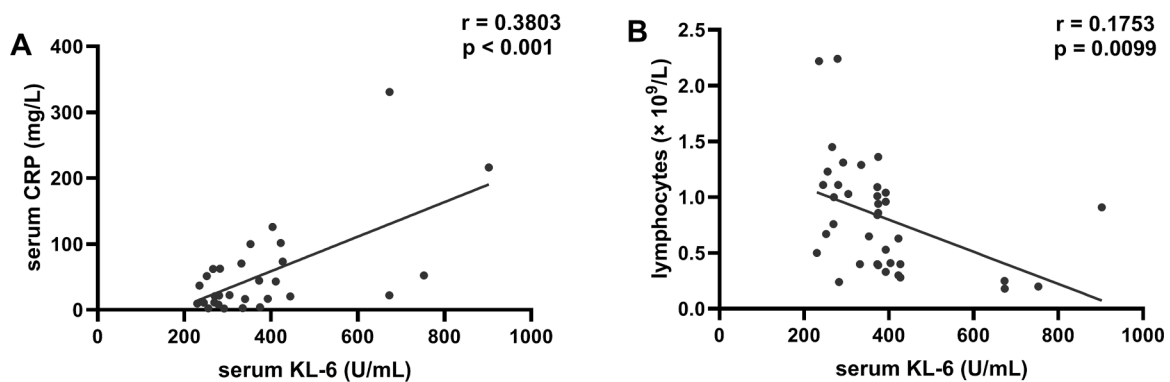 A
r = 0.3803
p < 0.001
400
300
200
100
0
serum CRP (mg/L)
0 200 400 600 800 1000
serum KL-6 (U/mL)
B
r = 0.1753
p = 0.0099
2.5
2.0
1.5
1.0
0.5
0.0
lymphocytes (× 10⁹/L)
0 200 400 600 800 1000
serum KL-6 (U/mL)